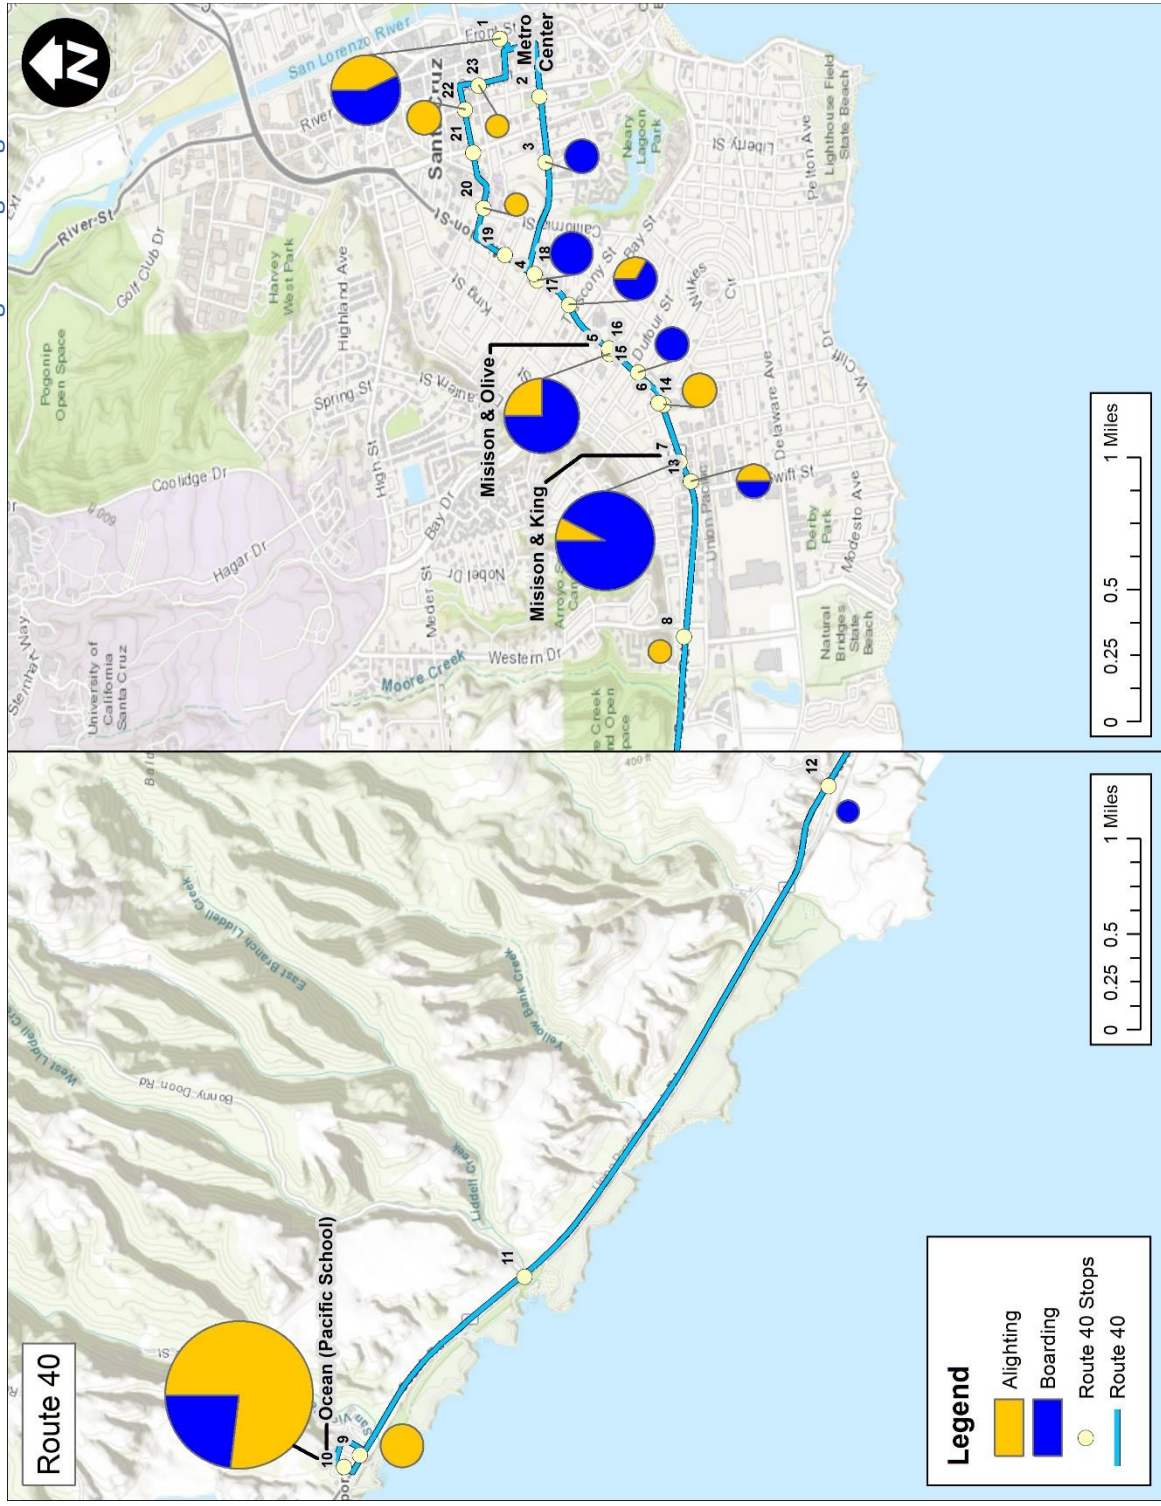 Route 40
West Liddell
East Branch Liddell Creek
Bonny Doon Rd
Liddell Creek
Yellow Bank Creek
400 ft
10
Ocean (Pacific School)
9
11
12
Legend
Alighting
Boarding
Route 40 Stops
Route 40
0 0.25 0.5 1 Miles
N
San Lorenzo River
River St
Front St
Golf Club Dr
Pogonip
Open Space
Harvey
West Park
Highland Ave
Spring St
High St
Coolidge Dr
600 ft
Hagar Dr
University of
California
Santa Cruz
Bay Dr
Nobel Dr
Meder St
Western Dr
Moore Creek
King St
Santa Cruz
1
Metro
Center
2
3
4
5
6
7
8
13
14
15
16
17
18
19
20
21
22
23
Misison & Olive
Misison & King
California St
Neary
Lagoon
Park
Bay St
Dufour St
Wilkes
Cir
Liberty St
Pelton Ave
Lighthouse Field
State Beach
W Cliff Dr
Delaware Ave
Swift St
Union Pacific
Derby
Park
Modesto Ave
Natural
Bridges
State
Beach
0 0.25 0.5 1 Miles